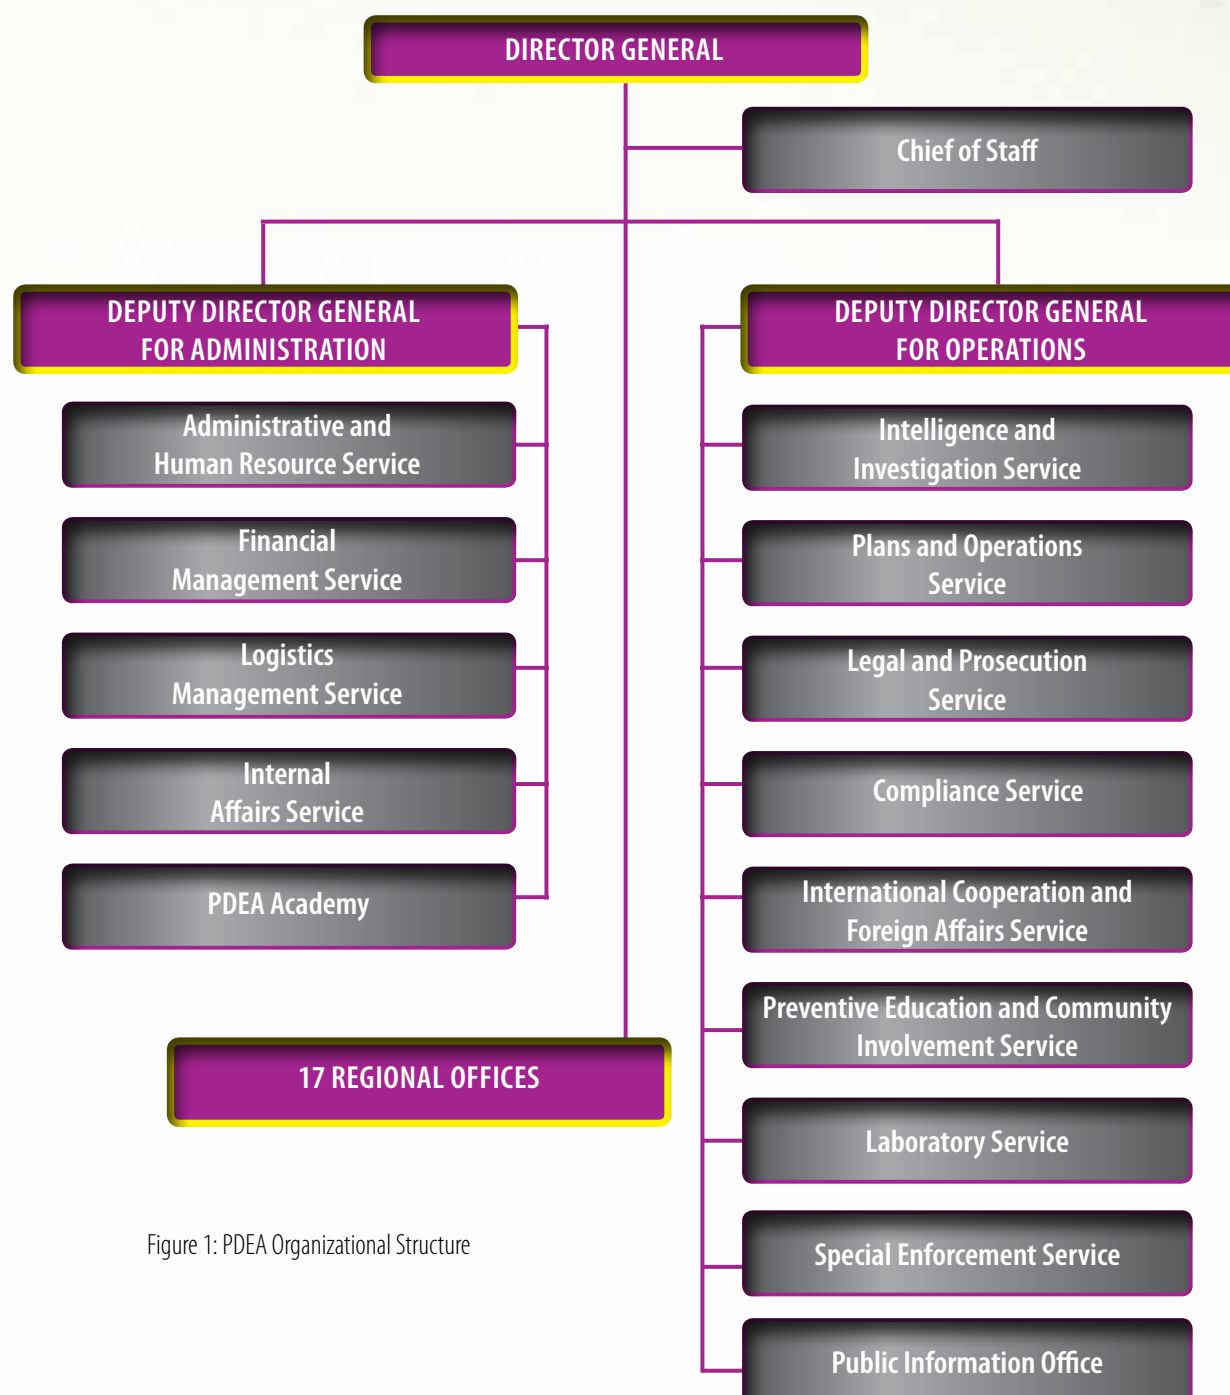 DIRECTOR GENERAL
Chief of Staff
DEPUTY DIRECTOR GENERAL
FOR ADMINISTRATION
Administrative and
Human Resource Service
Financial
Management Service
Logistics
Management Service
Internal
Affairs Service
PDEA Academy
DEPUTY DIRECTOR GENERAL
FOR OPERATIONS
Intelligence and
Investigation Service
Plans and Operations
Service
Legal and Prosecution
Service
Compliance Service
International Cooperation and
Foreign Affairs Service
Preventive Education and Community
Involvement Service
Laboratory Service
Special Enforcement Service
Public Information Office
17 REGIONAL OFFICES
Figure 1: PDEA Organizational Structure